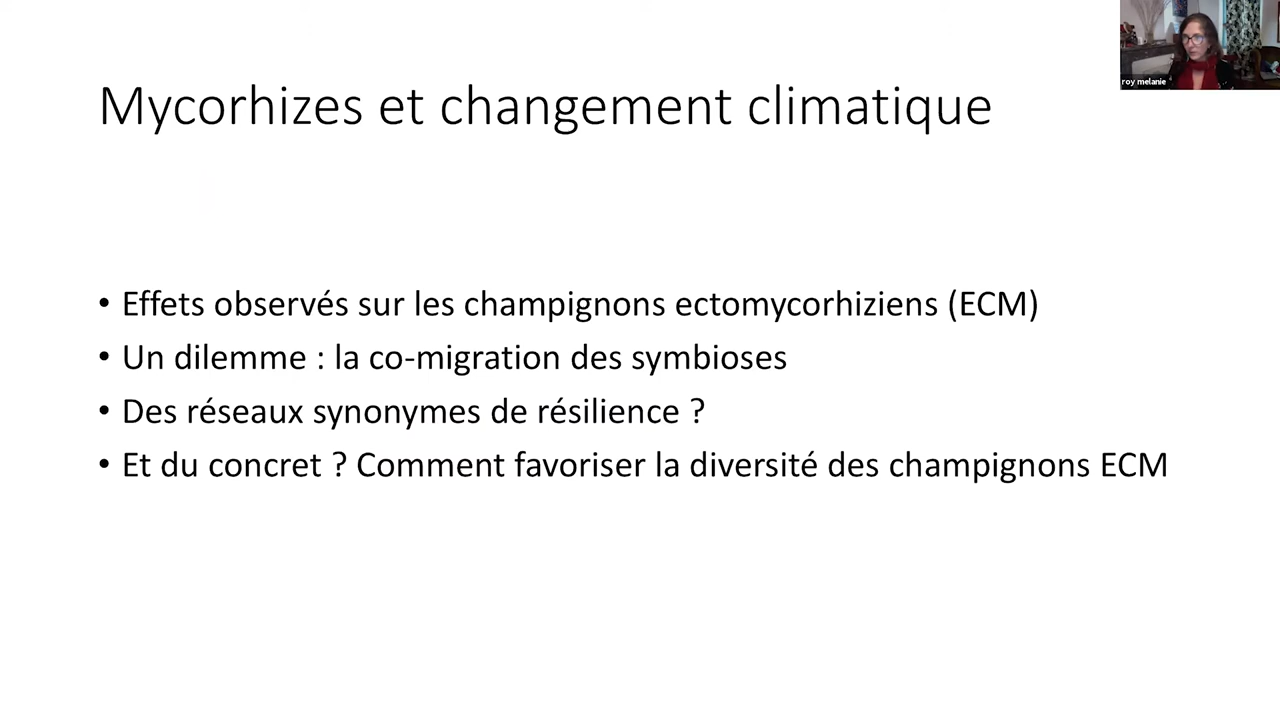 roy melanie
Mycorhizes et changement climatique
• Effets observés sur les champignons ectomycorhiziens (ECM)
• Un dilemme : la co-migration des symbioses
• Des réseaux synonymes de résilience ?
• Et du concret ? Comment favoriser la diversité des champignons ECM